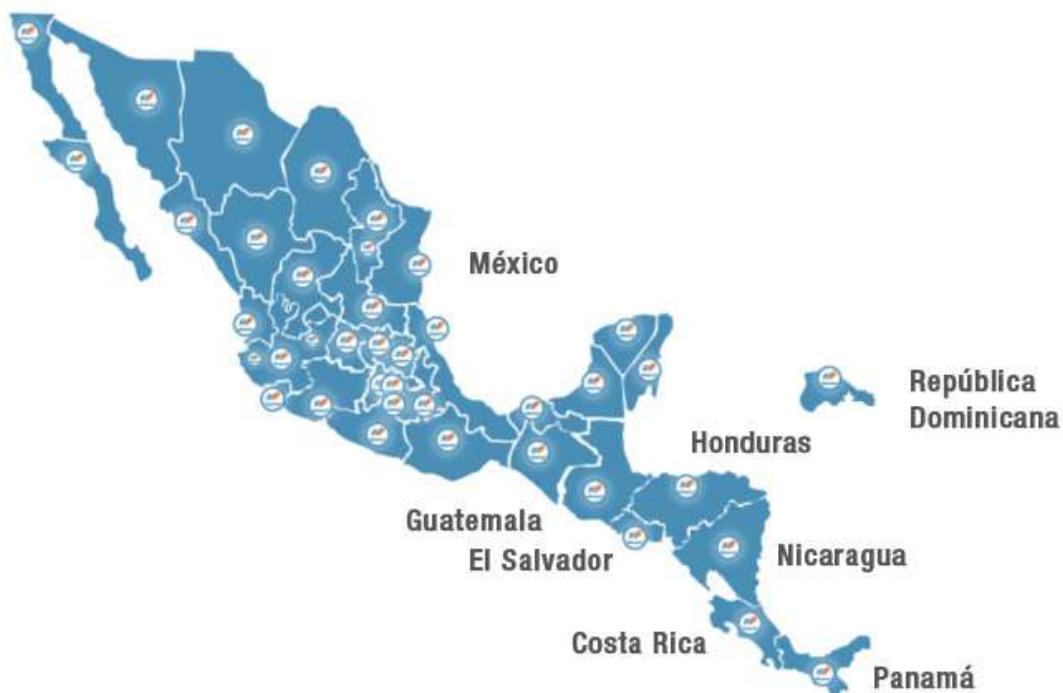 México
República
Dominicana
Honduras
Guatemala
El Salvador
Nicaragua
Costa Rica
Panamá